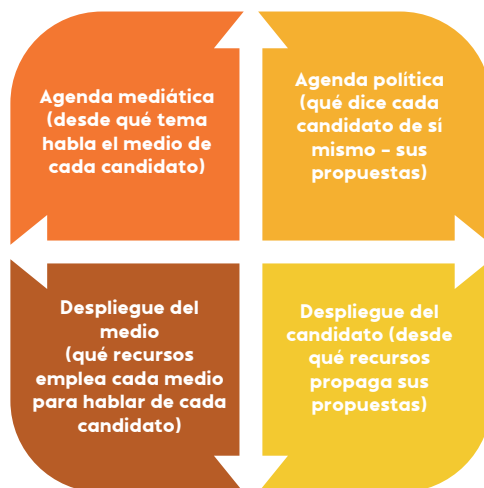 Agenda mediática
(desde qué tema
habla el medio de
cada candidato)
Agenda política
(qué dice cada
candidato de sí
mismo – sus
propuestas)
Despliegue del
medio
(qué recursos
emplea cada medio
para hablar de cada
candidato)
Despliegue del
candidato (desde
qué recursos
propaga sus
propuestas)